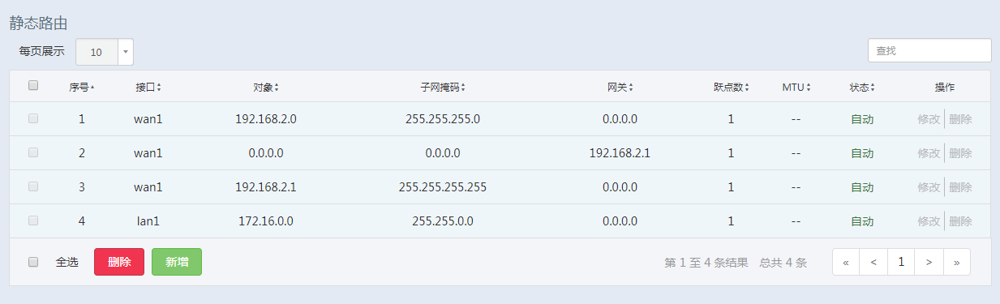 静态路由
每页展示 10 查找
序号 接口 对象 子网掩码 网关 跃点数 MTU 状态 操作
1 wan1 192.168.2.0 255.255.255.0 0.0.0.0 1 -- 自动 修改 删除
2 wan1 0.0.0.0 0.0.0.0 192.168.2.1 1 -- 自动 修改 删除
3 wan1 192.168.2.1 255.255.255.255 0.0.0.0 1 -- 自动 修改 删除
4 lan1 172.16.0.0 255.255.0.0 0.0.0.0 1 -- 自动 修改 删除
全选 删除 新增 第 1 至 4 条结果 总共 4 条 « < 1 > »